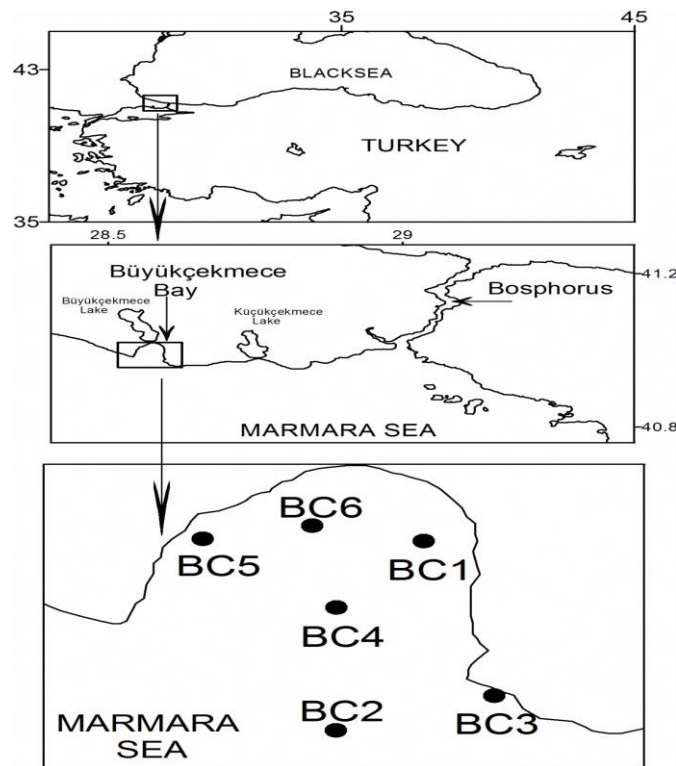 35
45
43
BLACKSEA
TURKEY
35
28.5
29
Büyükçekmece
Bay
41.2
Bosphorus
Büyükçekmece
Lake
Küçükçekmece
Lake
MARMARA SEA
40.8
BC6
BC5
BC1
BC4
BC2
BC3
MARMARA
SEA